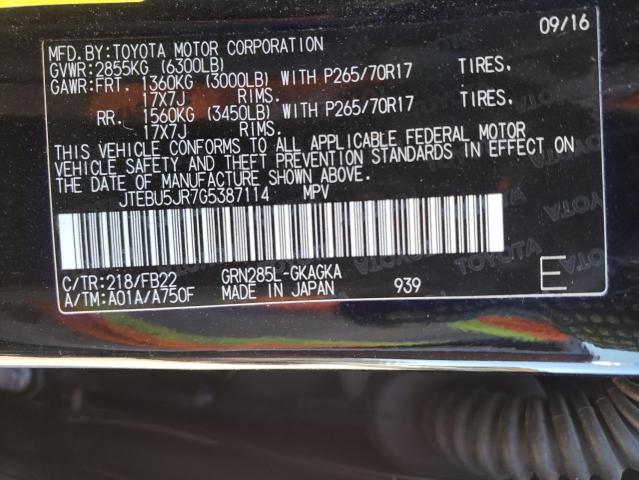 09/16
MFD.BY:TOYOTA MOTOR CORPORATION
GVWR:2855KG (6300LB)
GAWR:FRT. 1360KG (3000LB) WITH P265/70R17 TIRES,
17X7J RIMS.
RR. 1560KG (3450LB) WITH P265/70R17 TIRES,
17X7J RIMS.
THIS VEHICLE CONFORMS TO ALL APPLICABLE FEDERAL MOTOR
VEHICLE SAFETY AND THEFT PREVENTION STANDARDS IN EFFECT ON
THE DATE OF MANUFACTURE SHOWN ABOVE.
JTEBU5JR7G5387114 MPV
C/TR:218/FB22 GRN285L-GKAGKA
A/TM:A01A/A750F MADE IN JAPAN 939 E
TOYOTA